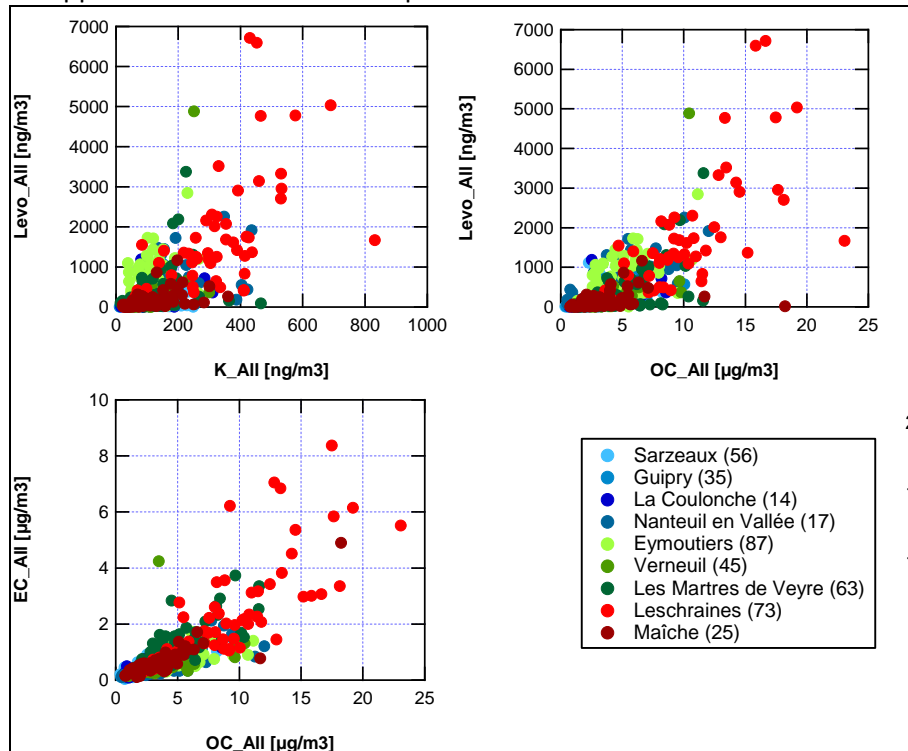 7000
6000
5000
4000
3000
2000
1000
0
Levo_All [ng/m3]
0 200 400 600 800 1000
K_All [ng/m3]
7000
6000
5000
4000
3000
2000
1000
0
Levo_All [ng/m3]
0 5 10 15 20 25
OC_All [µg/m3]
10
8
6
4
2
0
EC_All [µg/m3]
0 5 10 15 20 25
OC_All [µg/m3]
Sarzeaux (56)
Guipry (35)
La Coulonche (14)
Nanteuil en Vallée (17)
Eymoutiers (87)
Verneuil (45)
Les Martres de Veyre (63)
Leschraines (73)
Maîche (25)